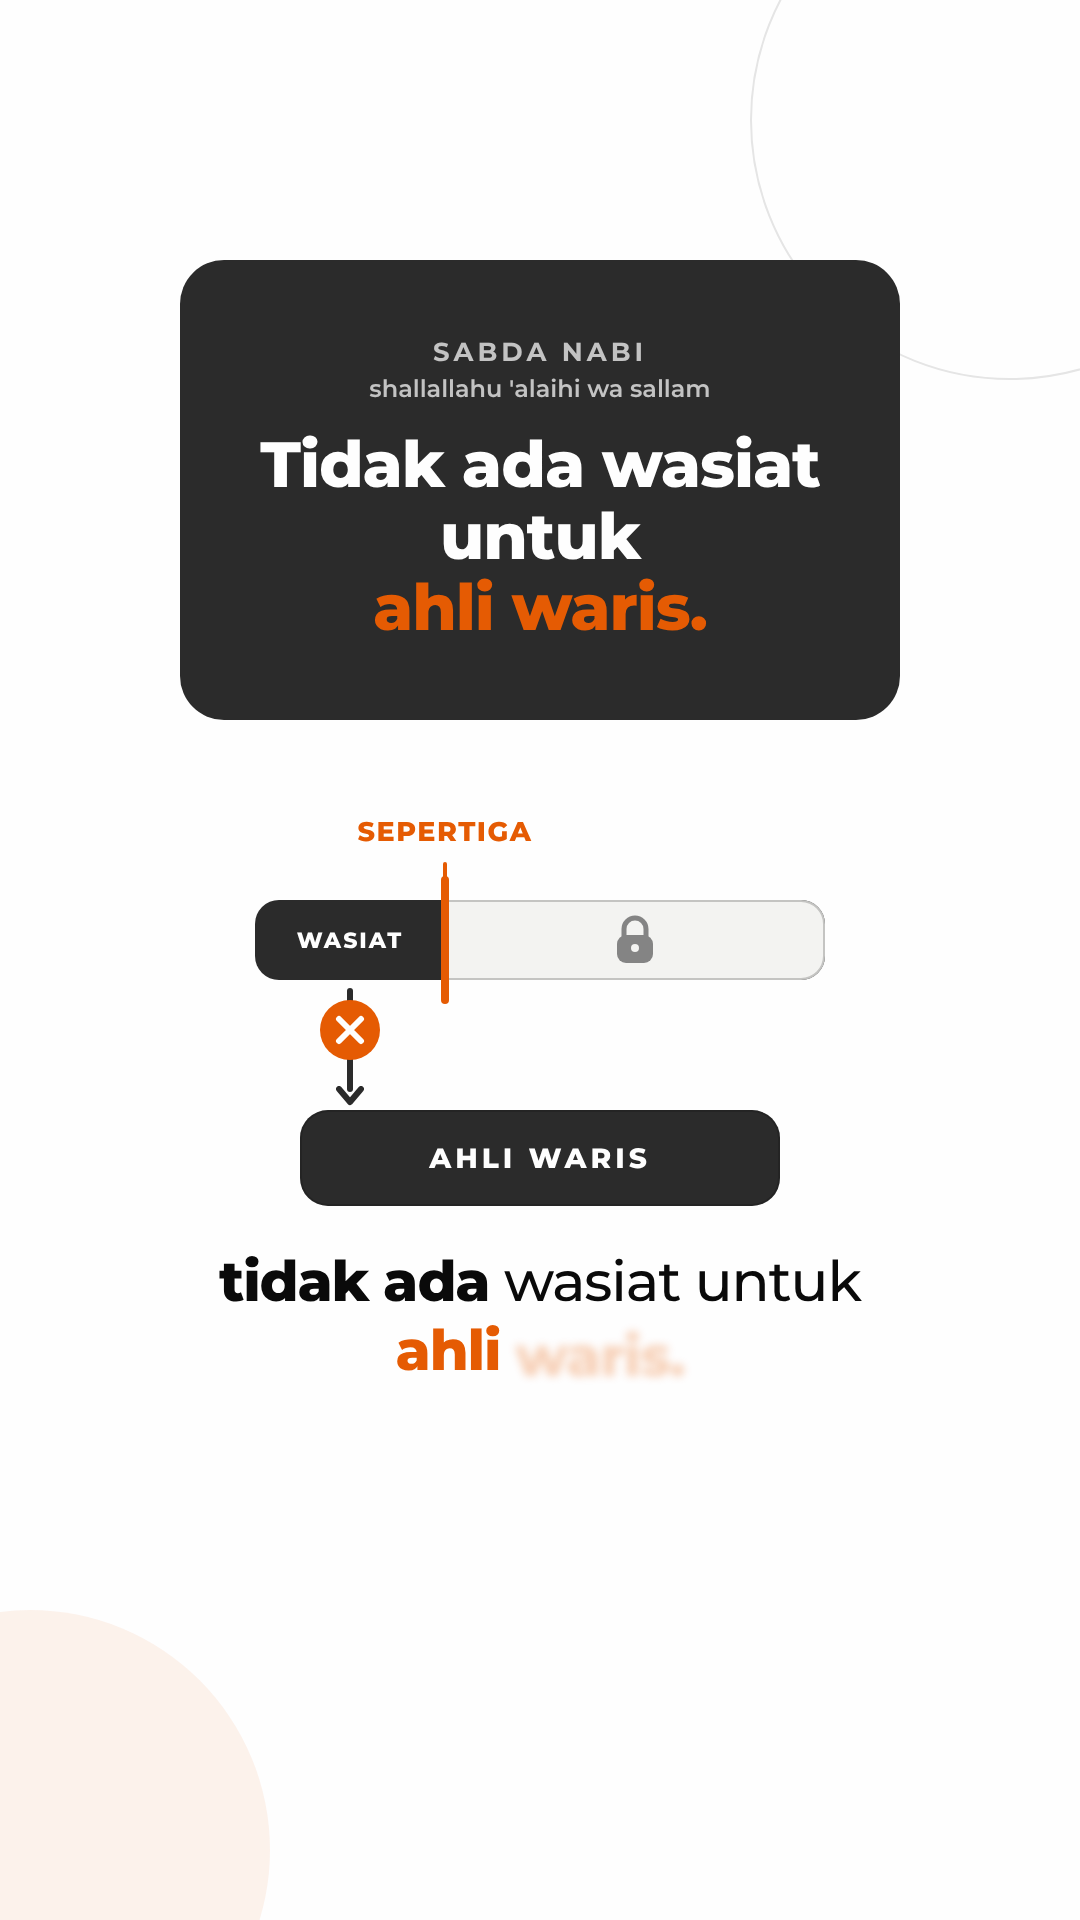 SABDA NABI
shallallahu 'alaihi wa sallam
Tidak ada wasiat
untuk
ahli waris.
SEPERTIGA
WASIAT
AHLI WARIS
tidak ada wasiat untuk
ahli waris.